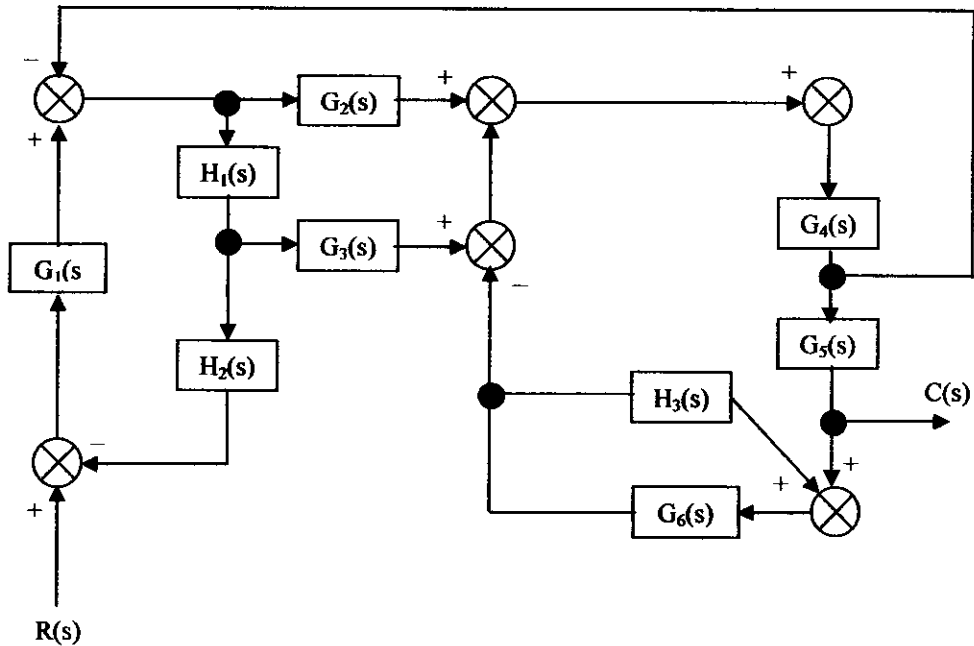 −
+
G₂(s)
+
+
+
H₁(s)
G₁(s
G₃(s)
+
−
G₄(s)
G₅(s)
H₂(s)
H₃(s)
C(s)
−
+
+
+
G₆(s)
R(s)